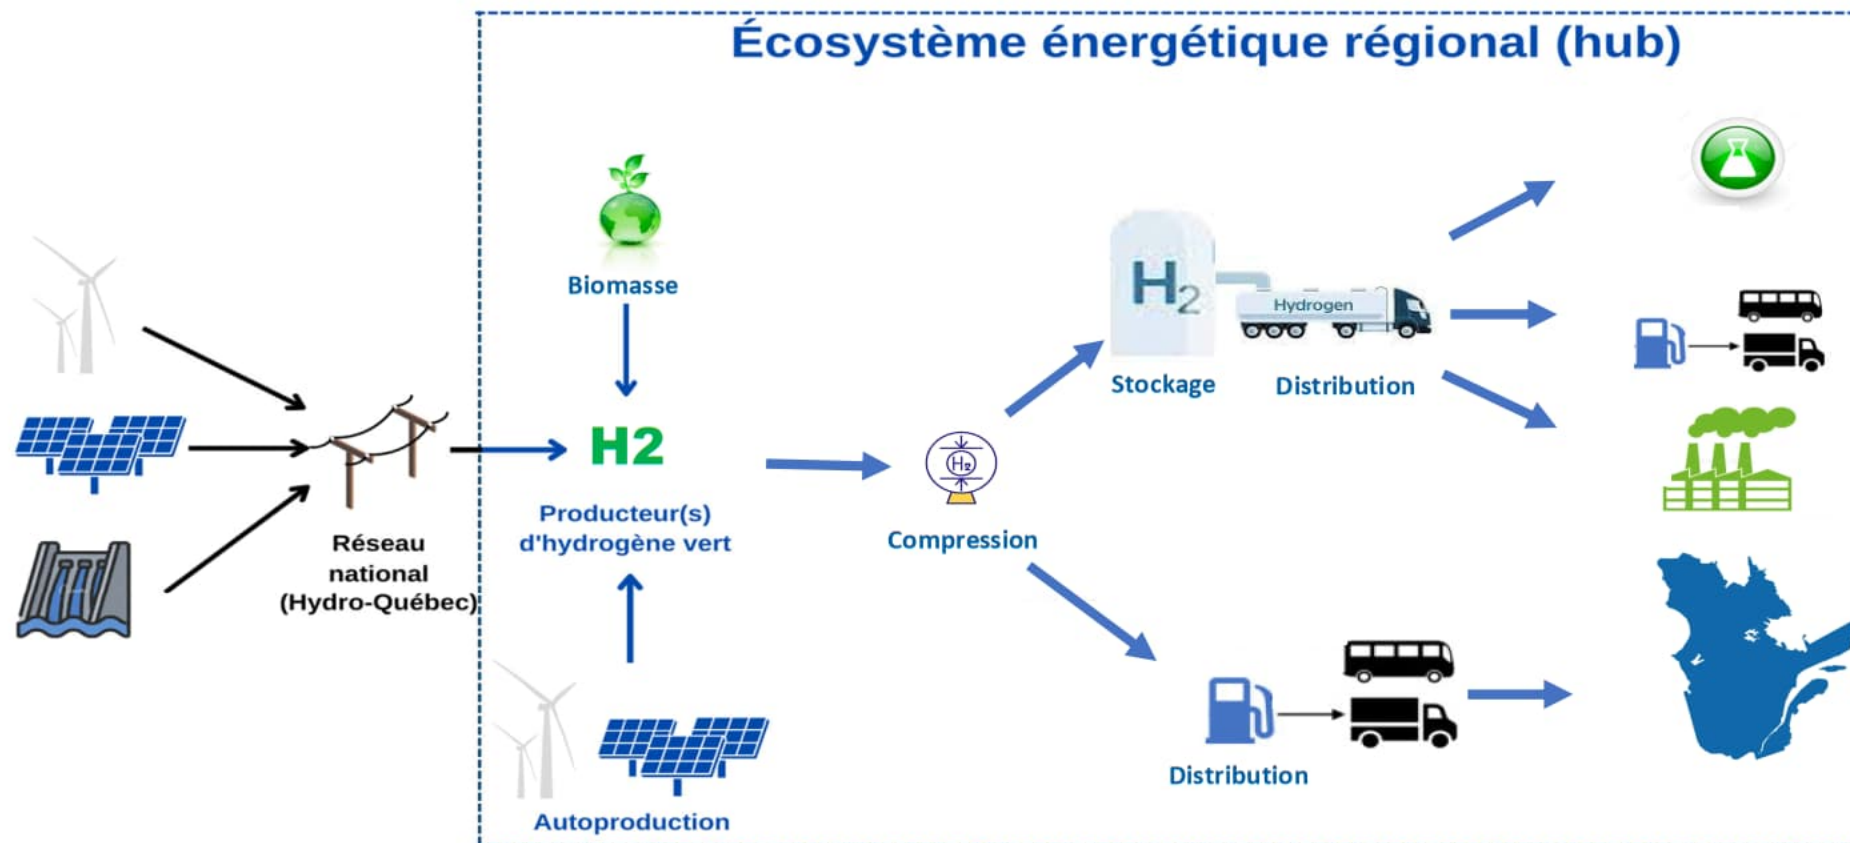 Écosystème énergétique régional (hub)
Biomasse
H2
Producteur(s)
d'hydrogène vert
Réseau
national
(Hydro-Québec)
Autoproduction
H2
Compression
H2
Hydrogen
Stockage
Distribution
Distribution